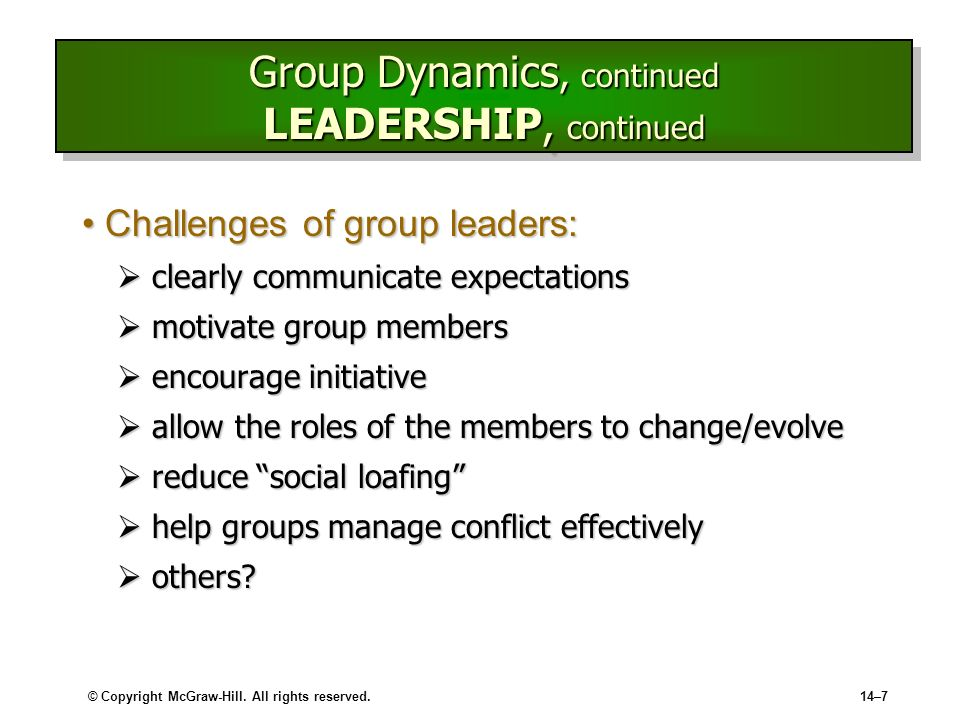 Group Dynamics, continued
LEADERSHIP, continued
• Challenges of group leaders:
➢ clearly communicate expectations
➢ motivate group members
➢ encourage initiative
➢ allow the roles of the members to change/evolve
➢ reduce “social loafing”
➢ help groups manage conflict effectively
➢ others?
© Copyright McGraw-Hill. All rights reserved. 14–7